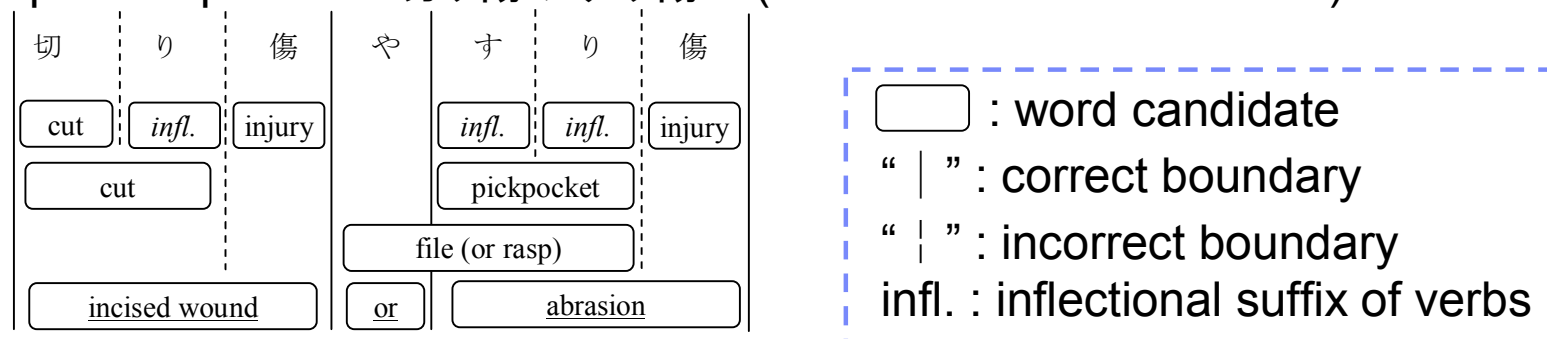 切 り 傷 や す り 傷
cut infl. injury infl. infl. injury
cut pickpocket
file (or rasp)
incised wound or abrasion
: word candidate
“｜” : correct boundary
“¦” : incorrect boundary
infl. : inflectional suffix of verbs